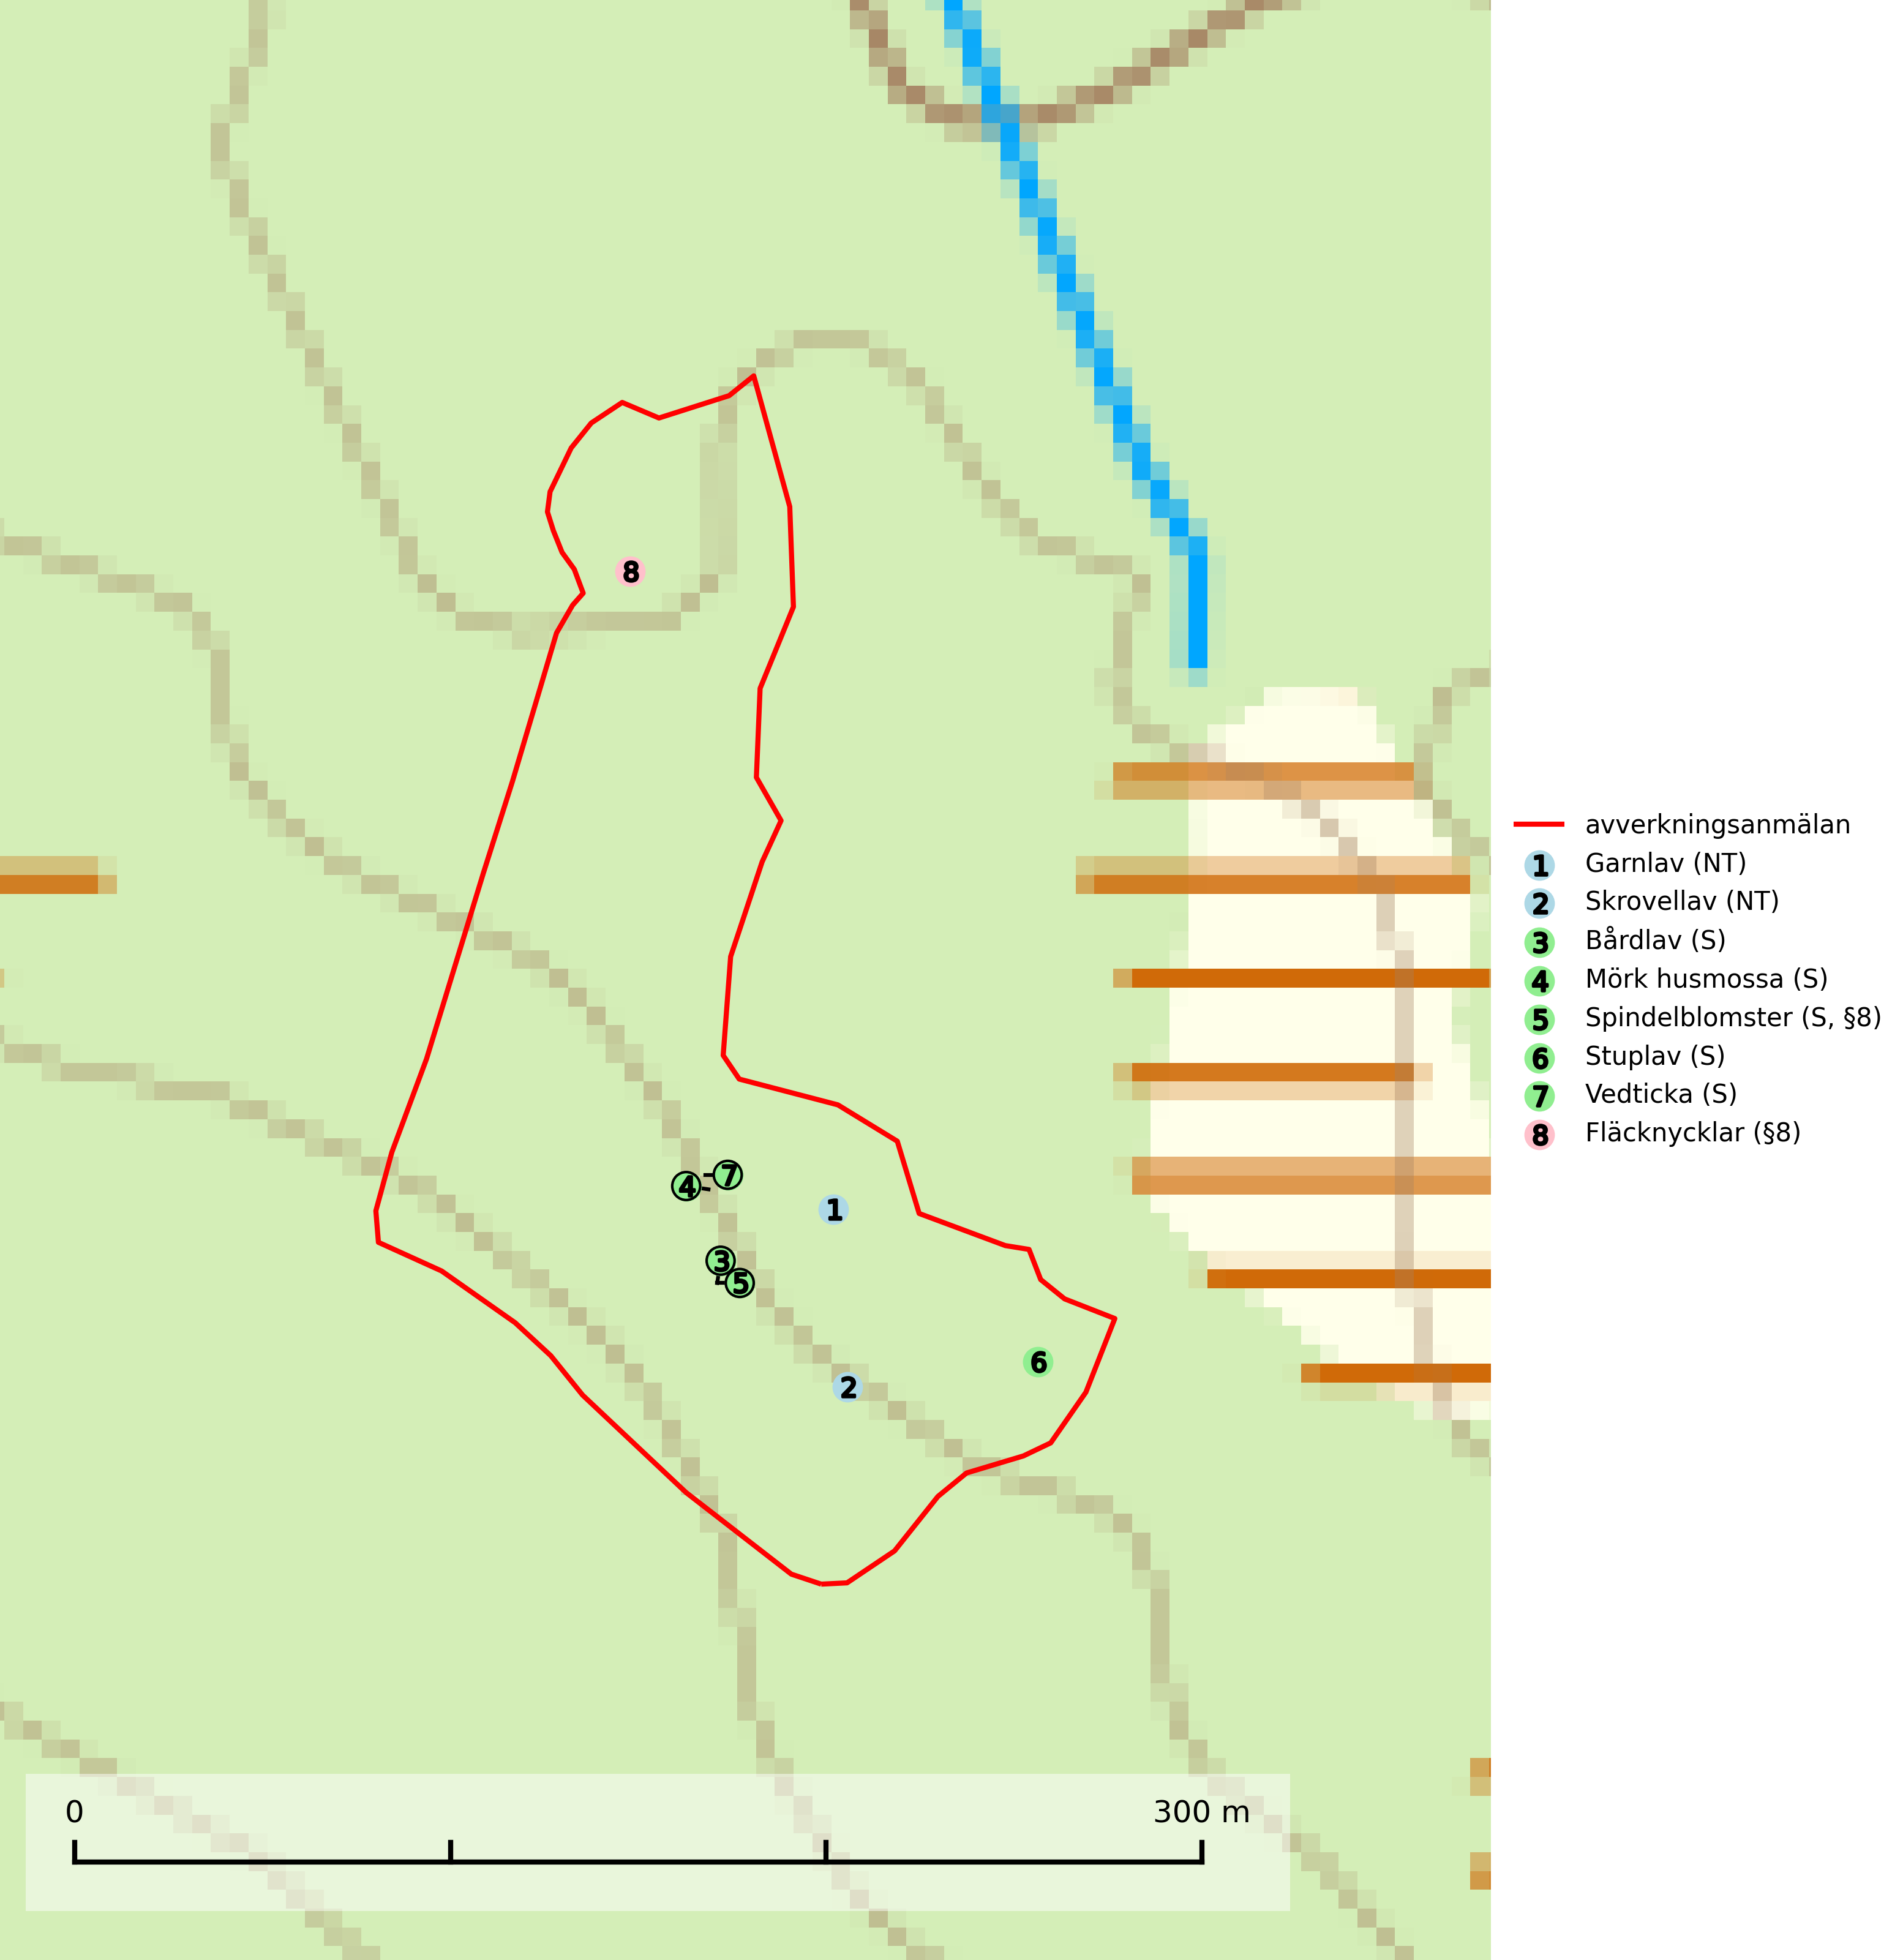 8
7
4
1
3
5
6
2
0 300 m
avverkningsanmälan
1 Garnlav (NT)
2 Skrovellav (NT)
3 Bårdlav (S)
4 Mörk husmossa (S)
5 Spindelblomster (S, §8)
6 Stuplav (S)
7 Vedticka (S)
8 Fläcknycklar (§8)